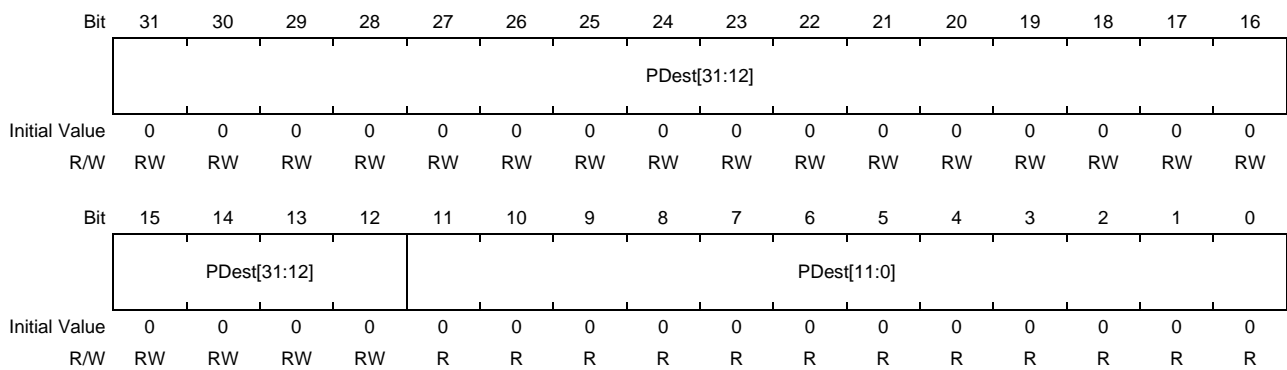 Bit 31 30 29 28 27 26 25 24 23 22 21 20 19 18 17 16
PDest[31:12]
Initial Value 0 0 0 0 0 0 0 0 0 0 0 0 0 0 0 0
R/W RW RW RW RW RW RW RW RW RW RW RW RW RW RW RW RW
Bit 15 14 13 12 11 10 9 8 7 6 5 4 3 2 1 0
PDest[31:12] PDest[11:0]
Initial Value 0 0 0 0 0 0 0 0 0 0 0 0 0 0 0 0
R/W RW RW RW RW R R R R R R R R R R R R